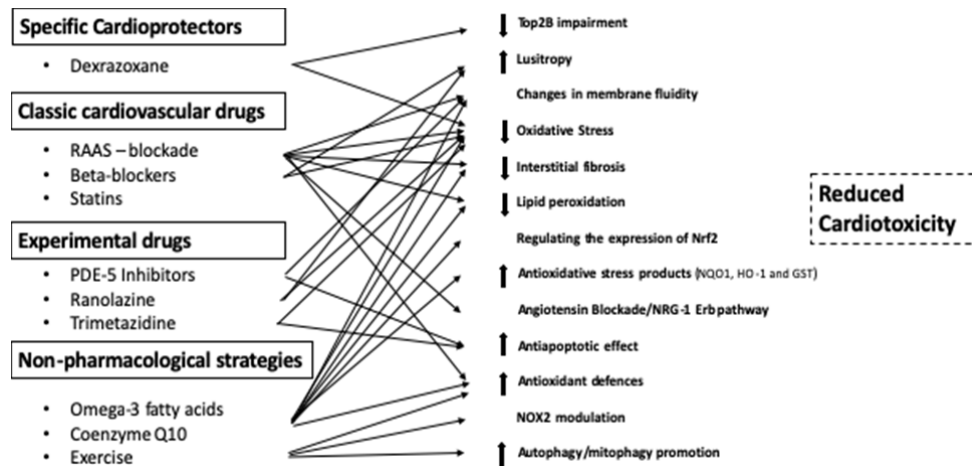 Specific Cardioprotectors
• Dexrazoxane
Classic cardiovascular drugs
• RAAS – blockade
• Beta-blockers
• Statins
Experimental drugs
• PDE-5 Inhibitors
• Ranolazine
• Trimetazidine
Non-pharmacological strategies
• Omega-3 fatty acids
• Coenzyme Q10
• Exercise
Top2B impairment
Lusitropy
Changes in membrane fluidity
Oxidative Stress
Interstitial fibrosis
Lipid peroxidation
Regulating the expression of Nrf2
Antioxidative stress products (NQO1, HO-1 and GST)
Angiotensin Blockade/NRG-1 Erb pathway
Antiapoptotic effect
Antioxidant defences
NOX2 modulation
Autophagy/mitophagy promotion
Reduced
Cardiotoxicity